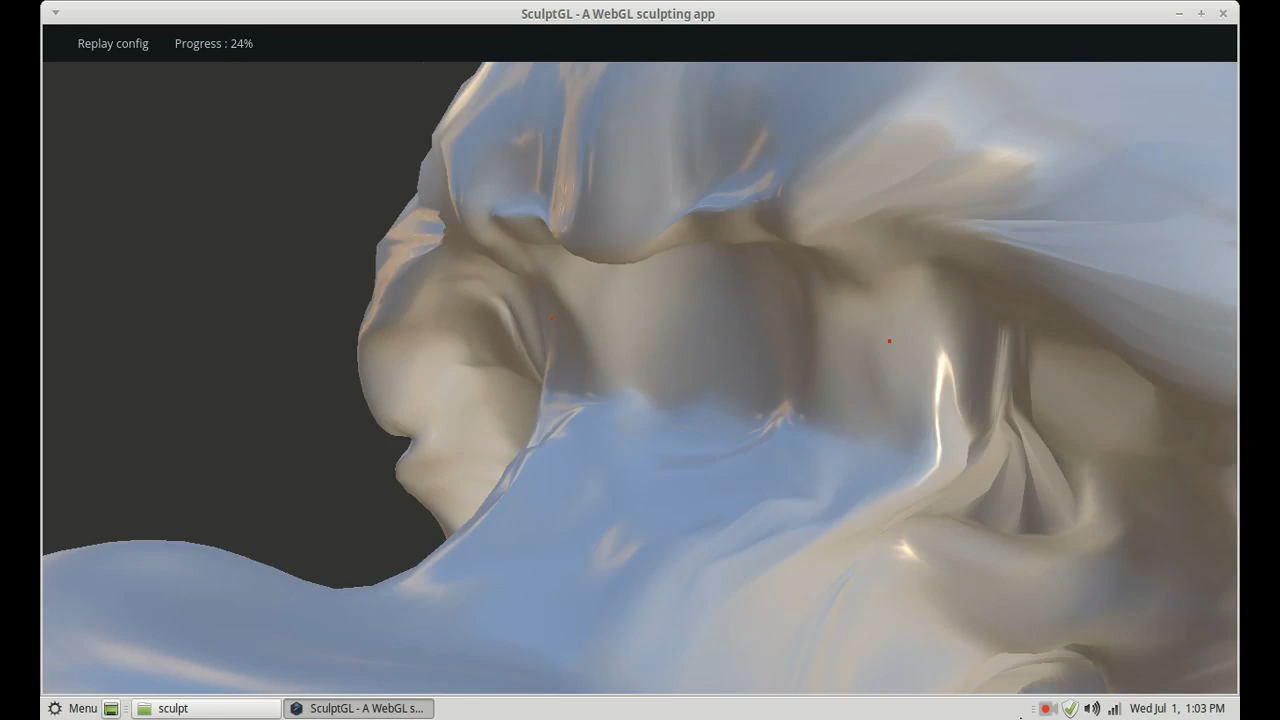 SculptGL - A WebGL sculpting app
Replay config Progress : 24%
Menu sculpt SculptGL - A WebGL s... Wed Jul 1, 1:03 PM